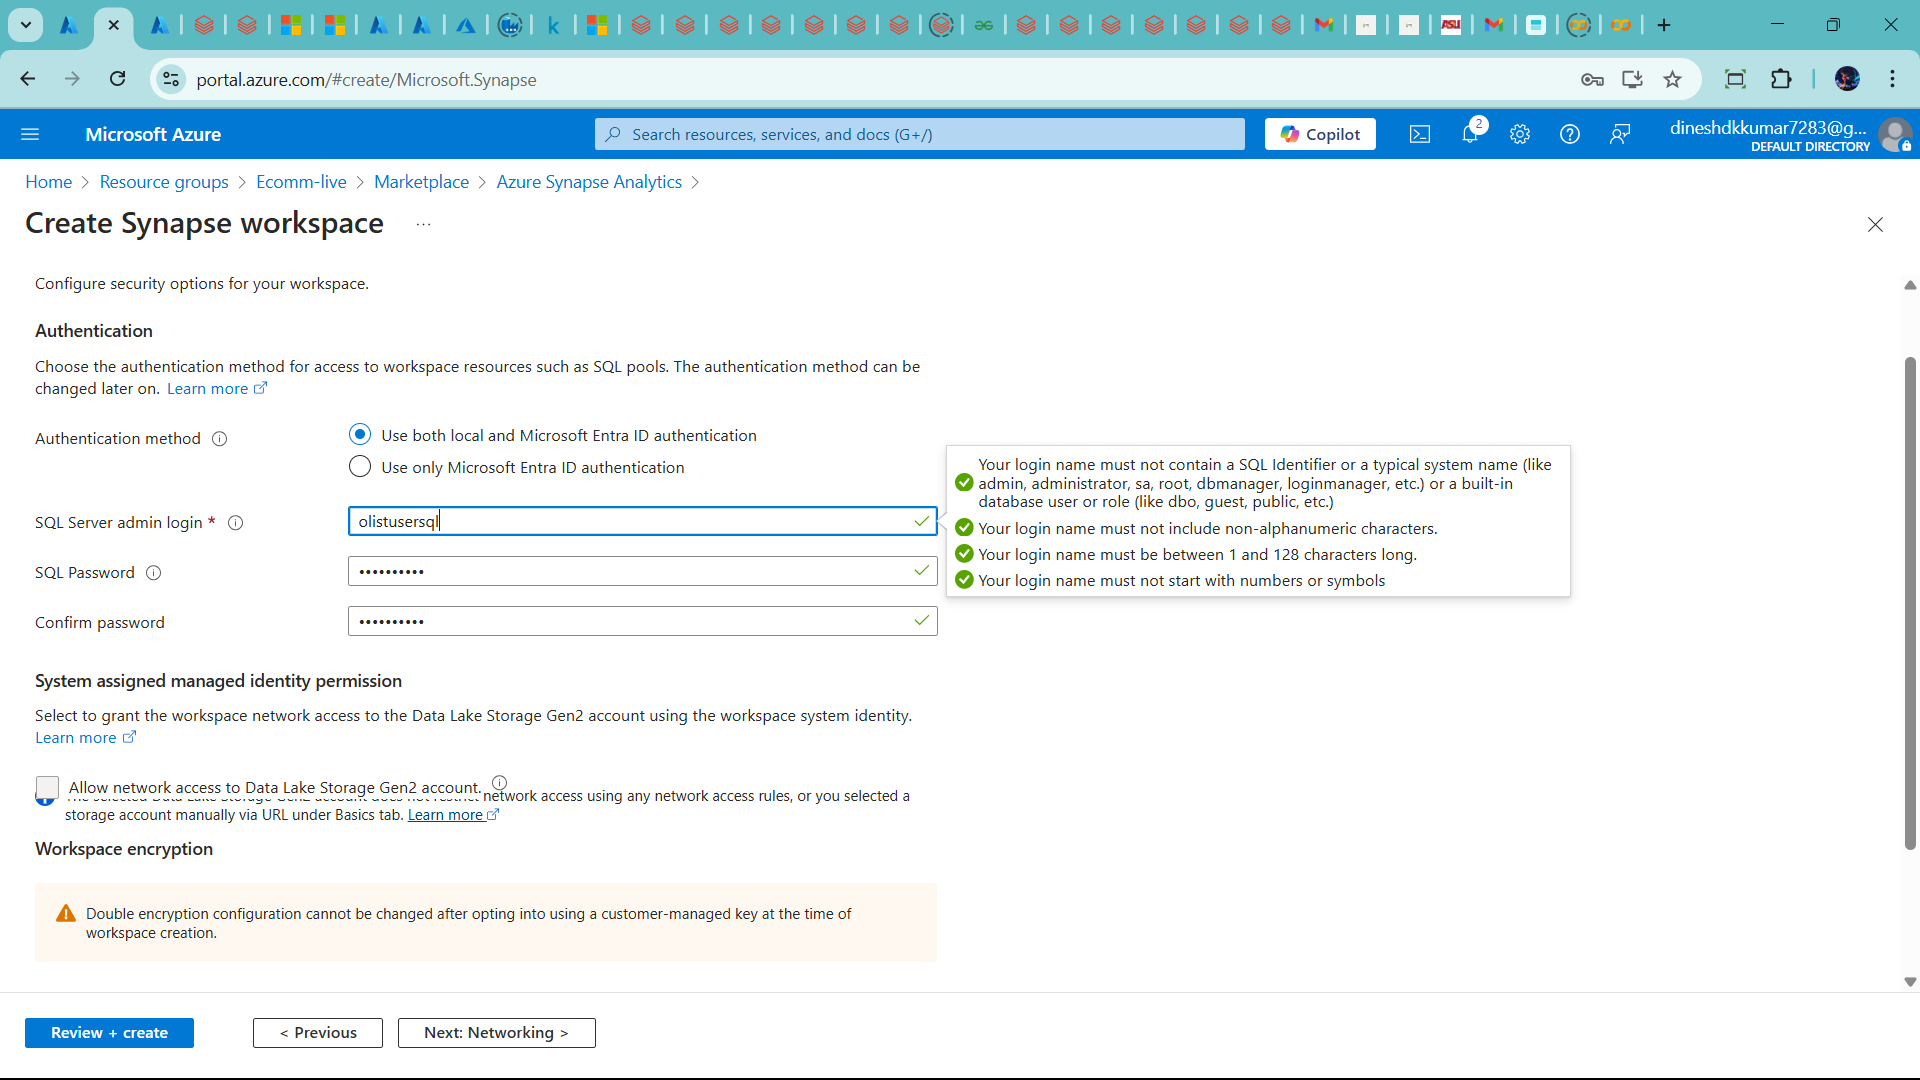 portal.azure.com/#create/Microsoft.Synapse
Microsoft Azure
Search resources, services, and docs (G+/)
Copilot
2
dineshdkkumar7283@g...
DEFAULT DIRECTORY
Home > Resource groups > Ecomm-live > Marketplace > Azure Synapse Analytics >
Create Synapse workspace ...
Configure security options for your workspace.
Authentication
Choose the authentication method for access to workspace resources such as SQL pools. The authentication method can be
changed later on. Learn more
Authentication method
Use both local and Microsoft Entra ID authentication
Use only Microsoft Entra ID authentication
SQL Server admin login *
olistusersql
Your login name must not contain a SQL Identifier or a typical system name (like
admin, administrator, sa, root, dbmanager, loginmanager, etc.) or a built-in
database user or role (like dbo, guest, public, etc.)
Your login name must not include non-alphanumeric characters.
Your login name must be between 1 and 128 characters long.
Your login name must not start with numbers or symbols
SQL Password
••••••••••
Confirm password
••••••••••
System assigned managed identity permission
Select to grant the workspace network access to the Data Lake Storage Gen2 account using the workspace system identity.
Learn more
Allow network access to Data Lake Storage Gen2 account.
The selected Data Lake Storage Gen2 account does not restrict network access using any network access rules, or you selected a
storage account manually via URL under Basics tab. Learn more
Workspace encryption
Double encryption configuration cannot be changed after opting into using a customer-managed key at the time of
workspace creation.
Review + create
< Previous
Next: Networking >